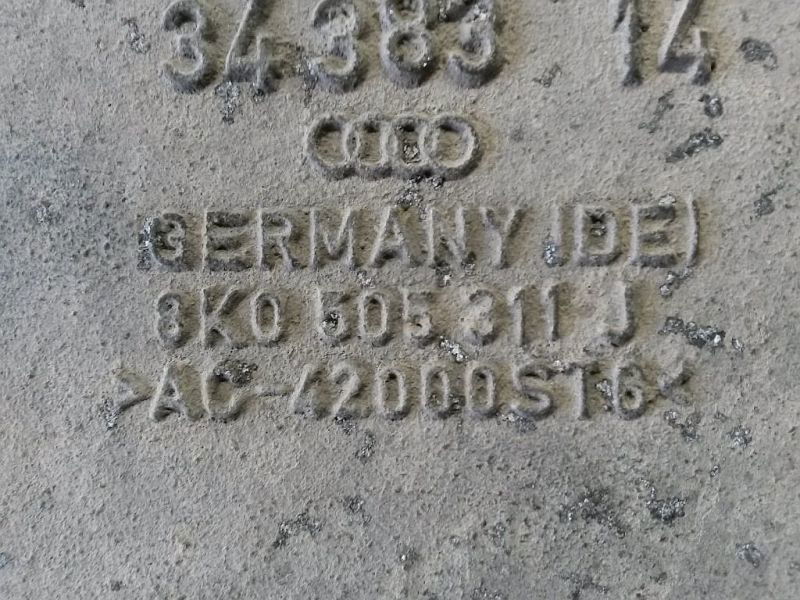 34 383 14
GERMANY (DE)
8K0 505 311 J
>AC-42000ST6<